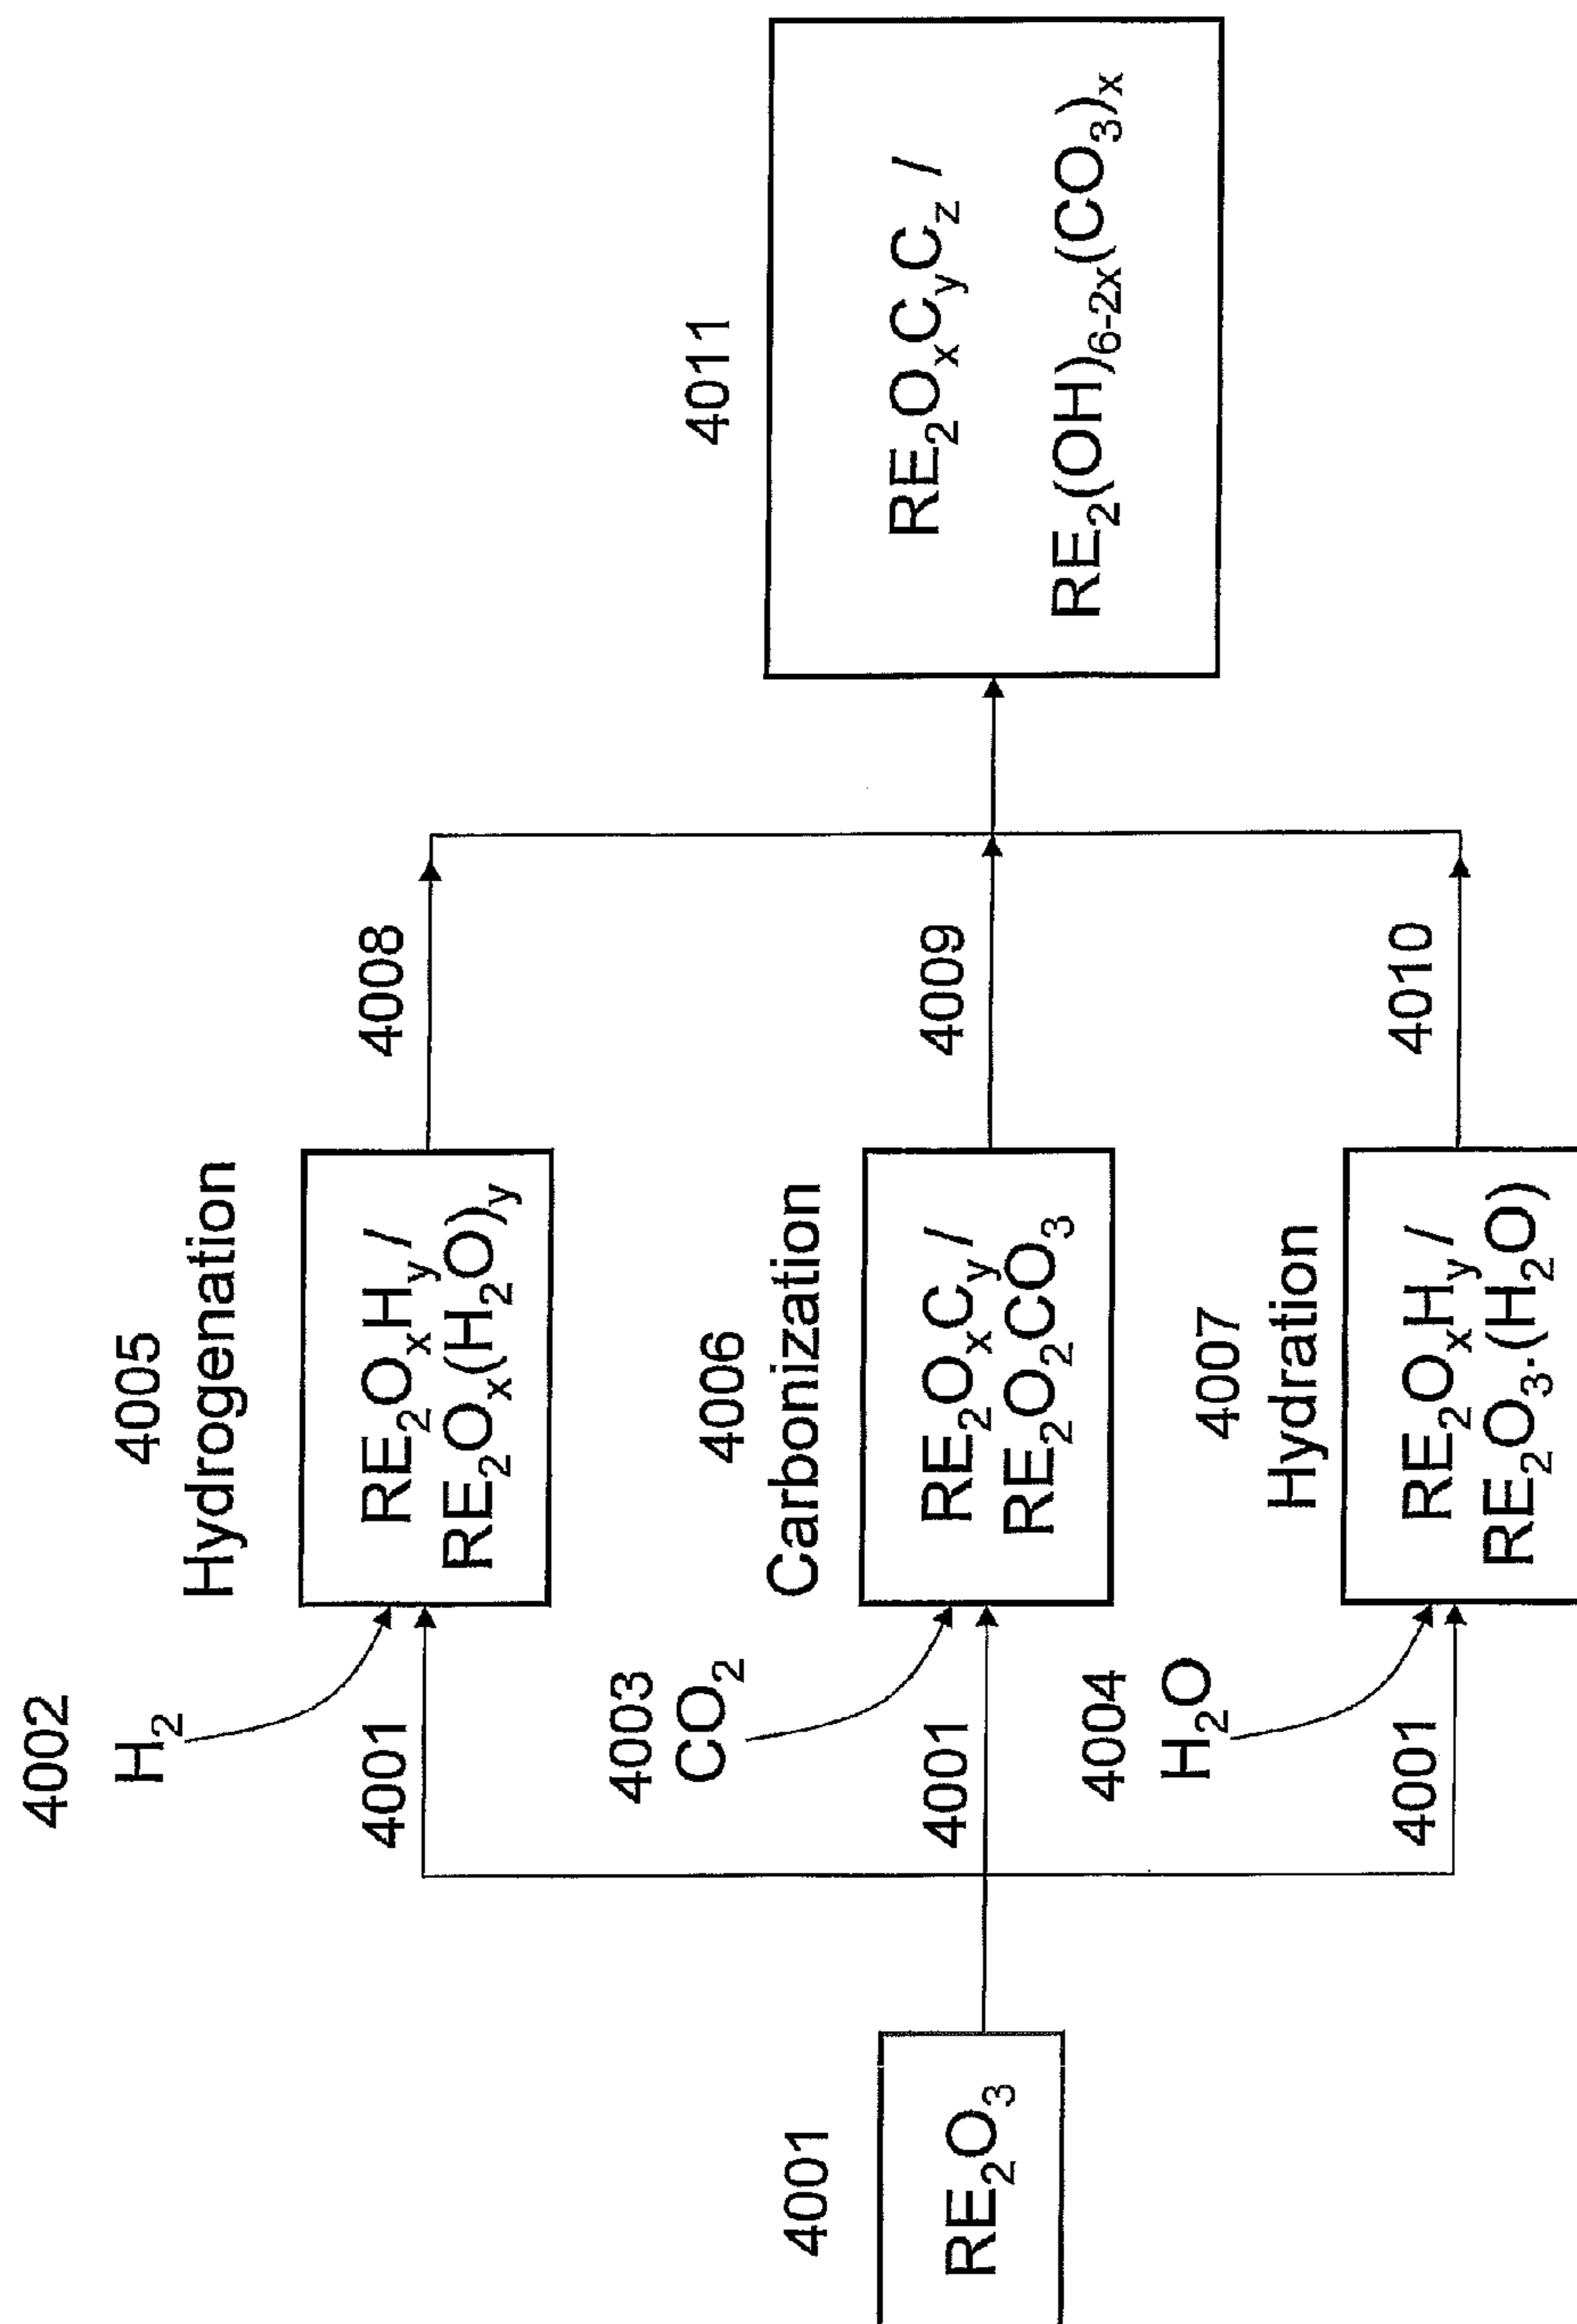 4001
RE₂O₃
4002
H₂
4001
4003
CO₂
4001
4004
H₂O
4001
4005
Hydrogenation
RE₂OₓHᵧ /
RE₂Oₓ(H₂O)ᵧ
4006
Carbonization
RE₂OₓCᵧ /
RE₂O₂CO₃
4007
Hydration
RE₂OₓHᵧ /
RE₂O₃.(H₂O)
4008
4009
4010
4011
RE₂OₓCᵧC_z /
RE₂(OH)₆₋₂ₓ(CO₃)ₓ